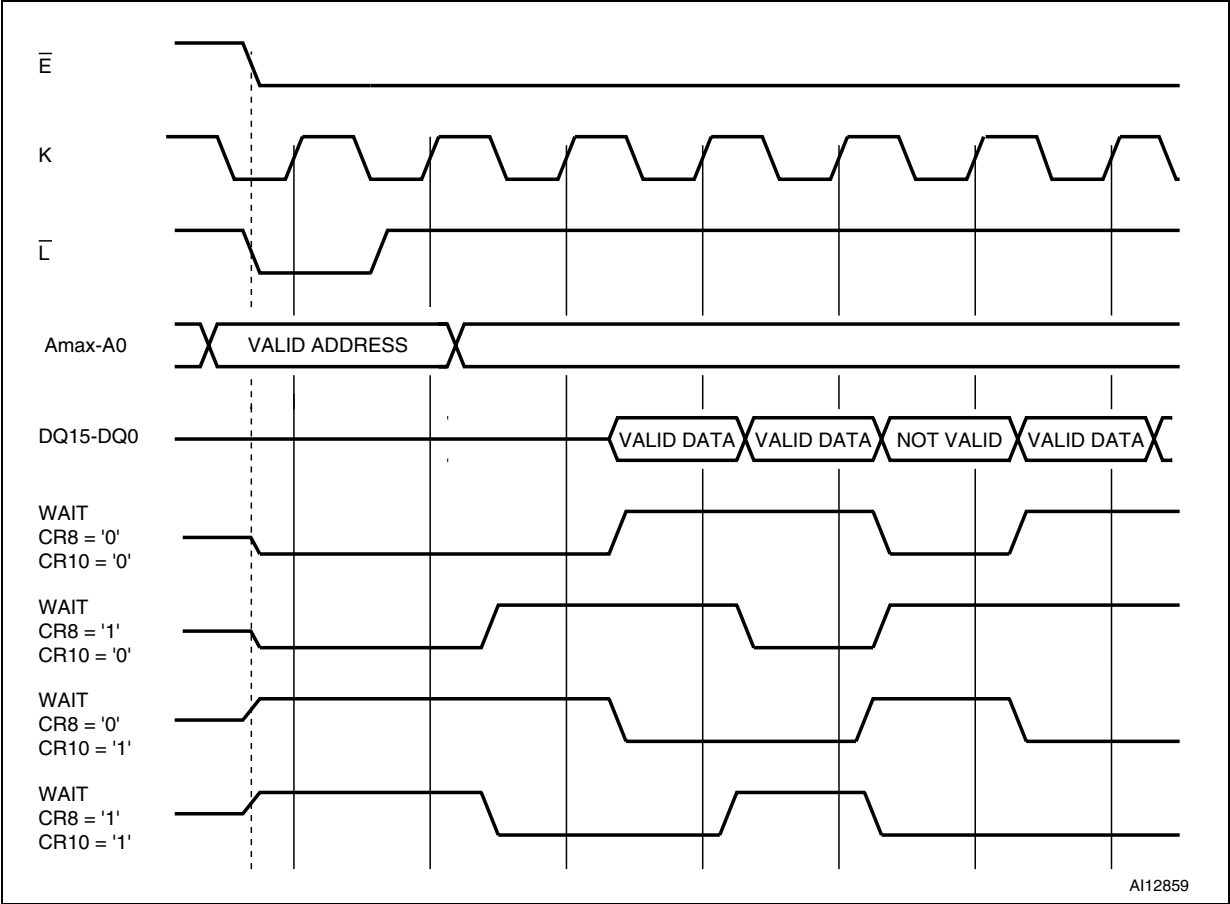 E̅
K
L̅
Amax-A0
VALID ADDRESS
DQ15-DQ0
VALID DATA VALID DATA NOT VALID VALID DATA
WAIT
CR8 = '0'
CR10 = '0'
WAIT
CR8 = '1'
CR10 = '0'
WAIT
CR8 = '0'
CR10 = '1'
WAIT
CR8 = '1'
CR10 = '1'
AI12859